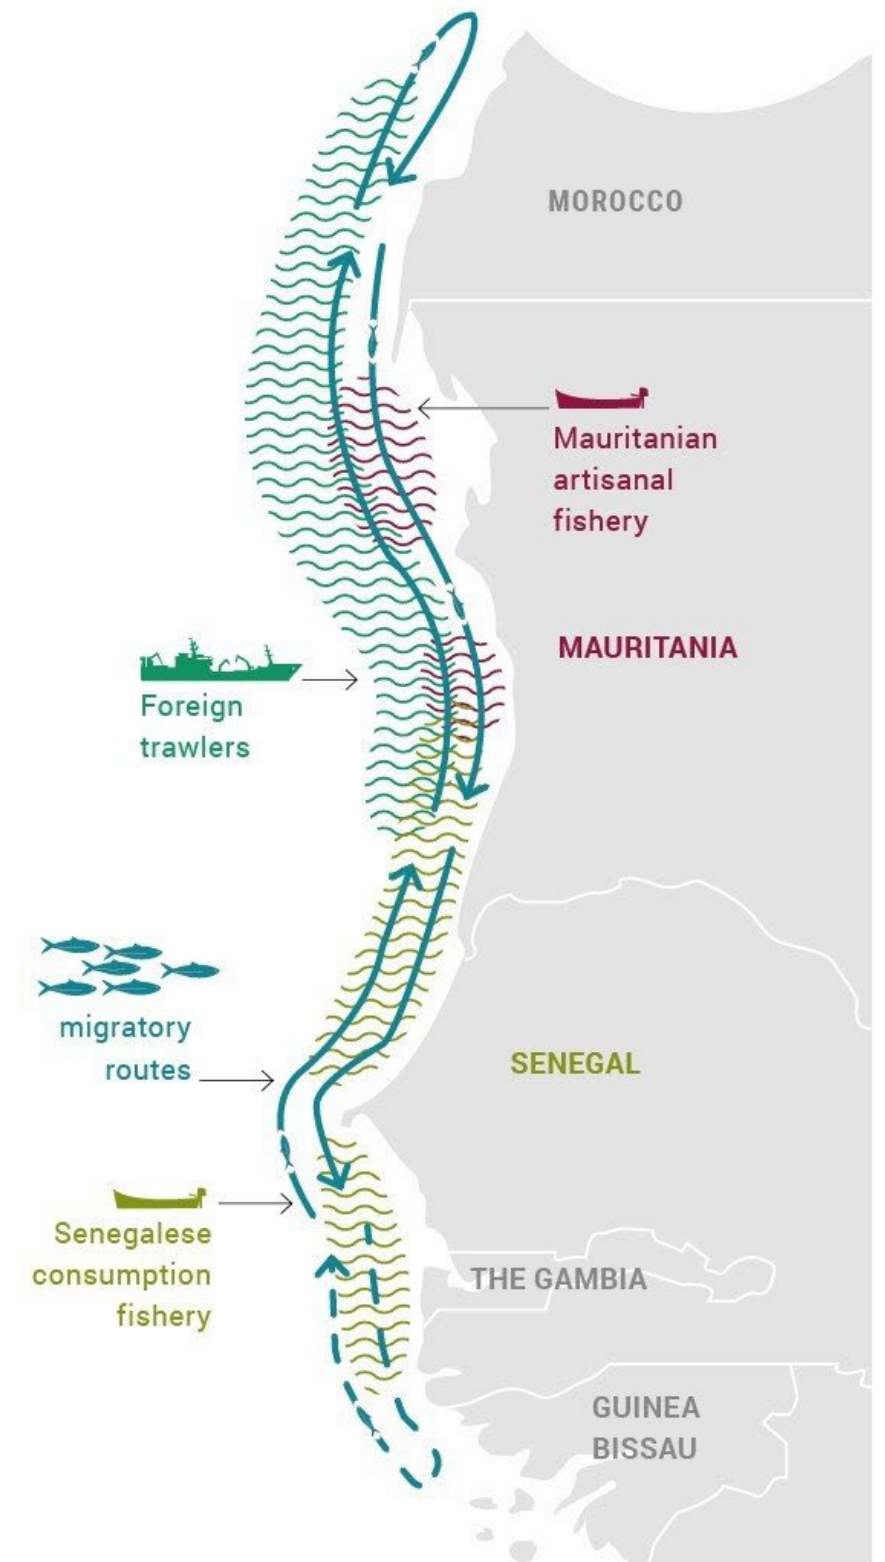 MOROCCO
Mauritanian
artisanal
fishery
MAURITANIA
Foreign
trawlers
migratory
routes
SENEGAL
Senegalese
consumption
fishery
THE GAMBIA
GUINEA
BISSAU